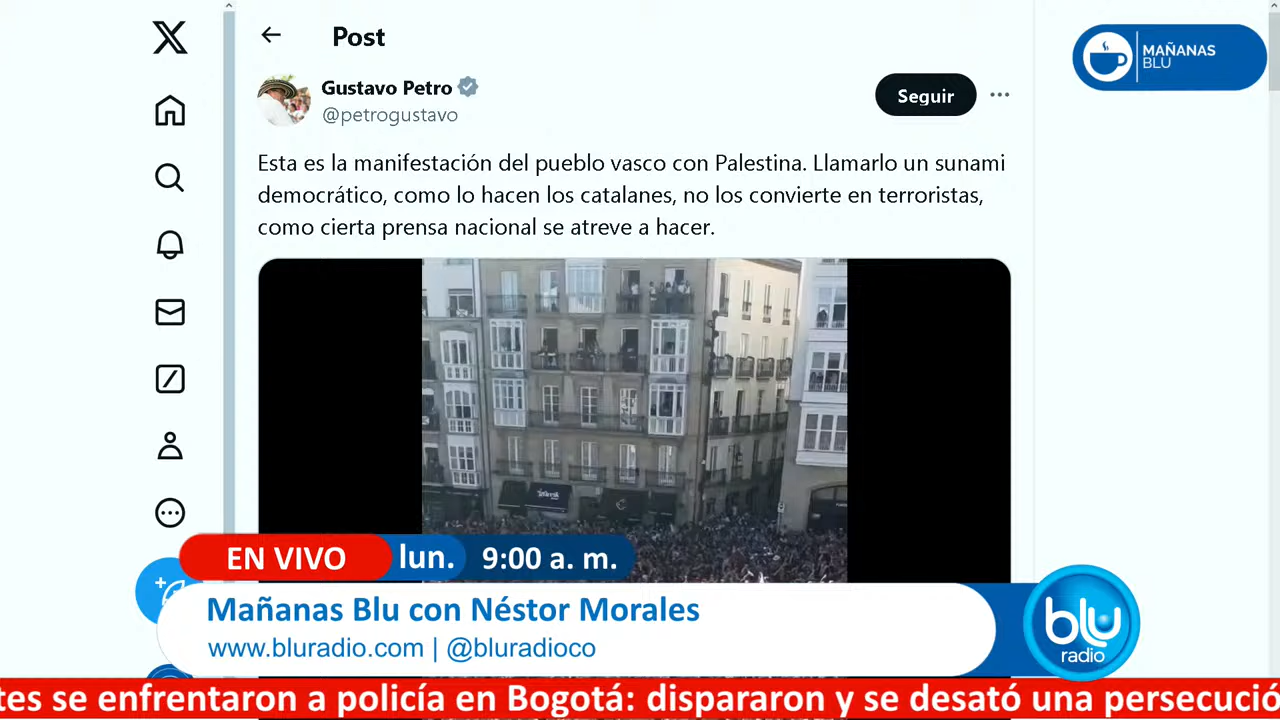 Post
MAÑANAS
BLU
Gustavo Petro
@petrogustavo
Seguir
Esta es la manifestación del pueblo vasco con Palestina. Llamarlo un sunami
democrático, como lo hacen los catalanes, no los convierte en terroristas,
como cierta prensa nacional se atreve a hacer.
EN VIVO lun. 9:00 a. m.
Mañanas Blu con Néstor Morales
www.bluradio.com | @bluradioco
blu
radio
tes se enfrentaron a policía en Bogotá: dispararon y se desató una persecució